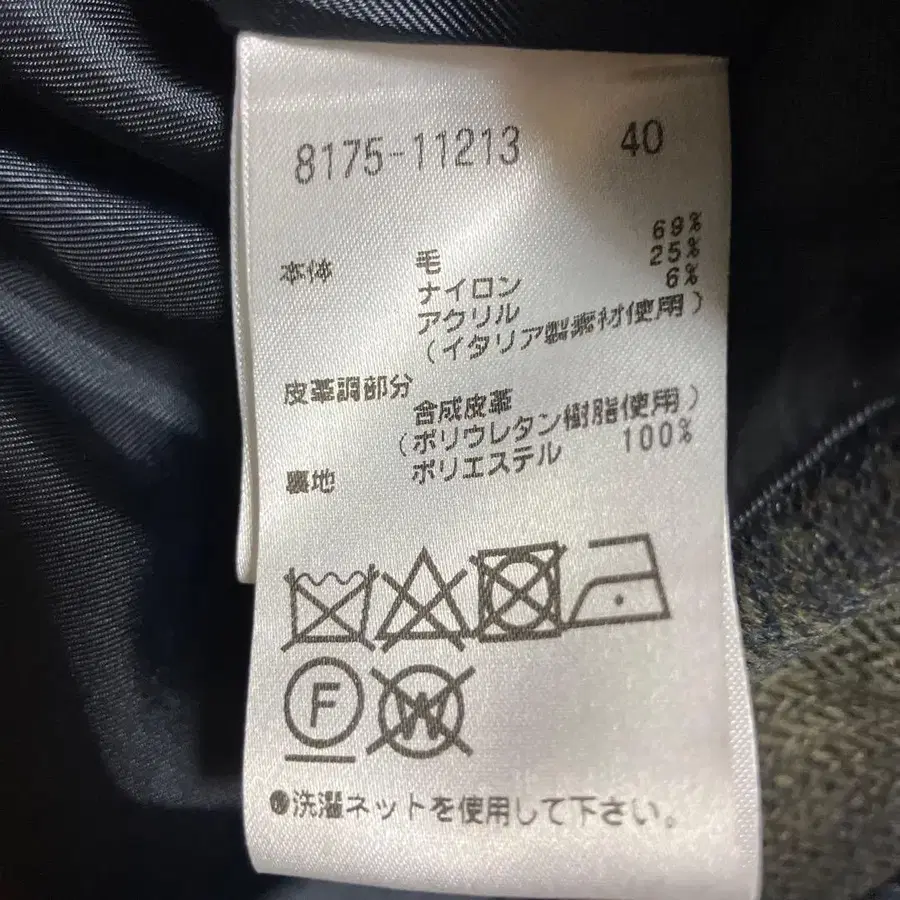 8175-11213 40
本体 毛 69%
ナイロン 25%
アクリル 6%
(イタリア製素材使用)
皮革調部分
合成皮革
(ポリウレタン樹脂使用)
裏地 ポリエステル 100%
F W
●洗濯ネットを使用して下さい。